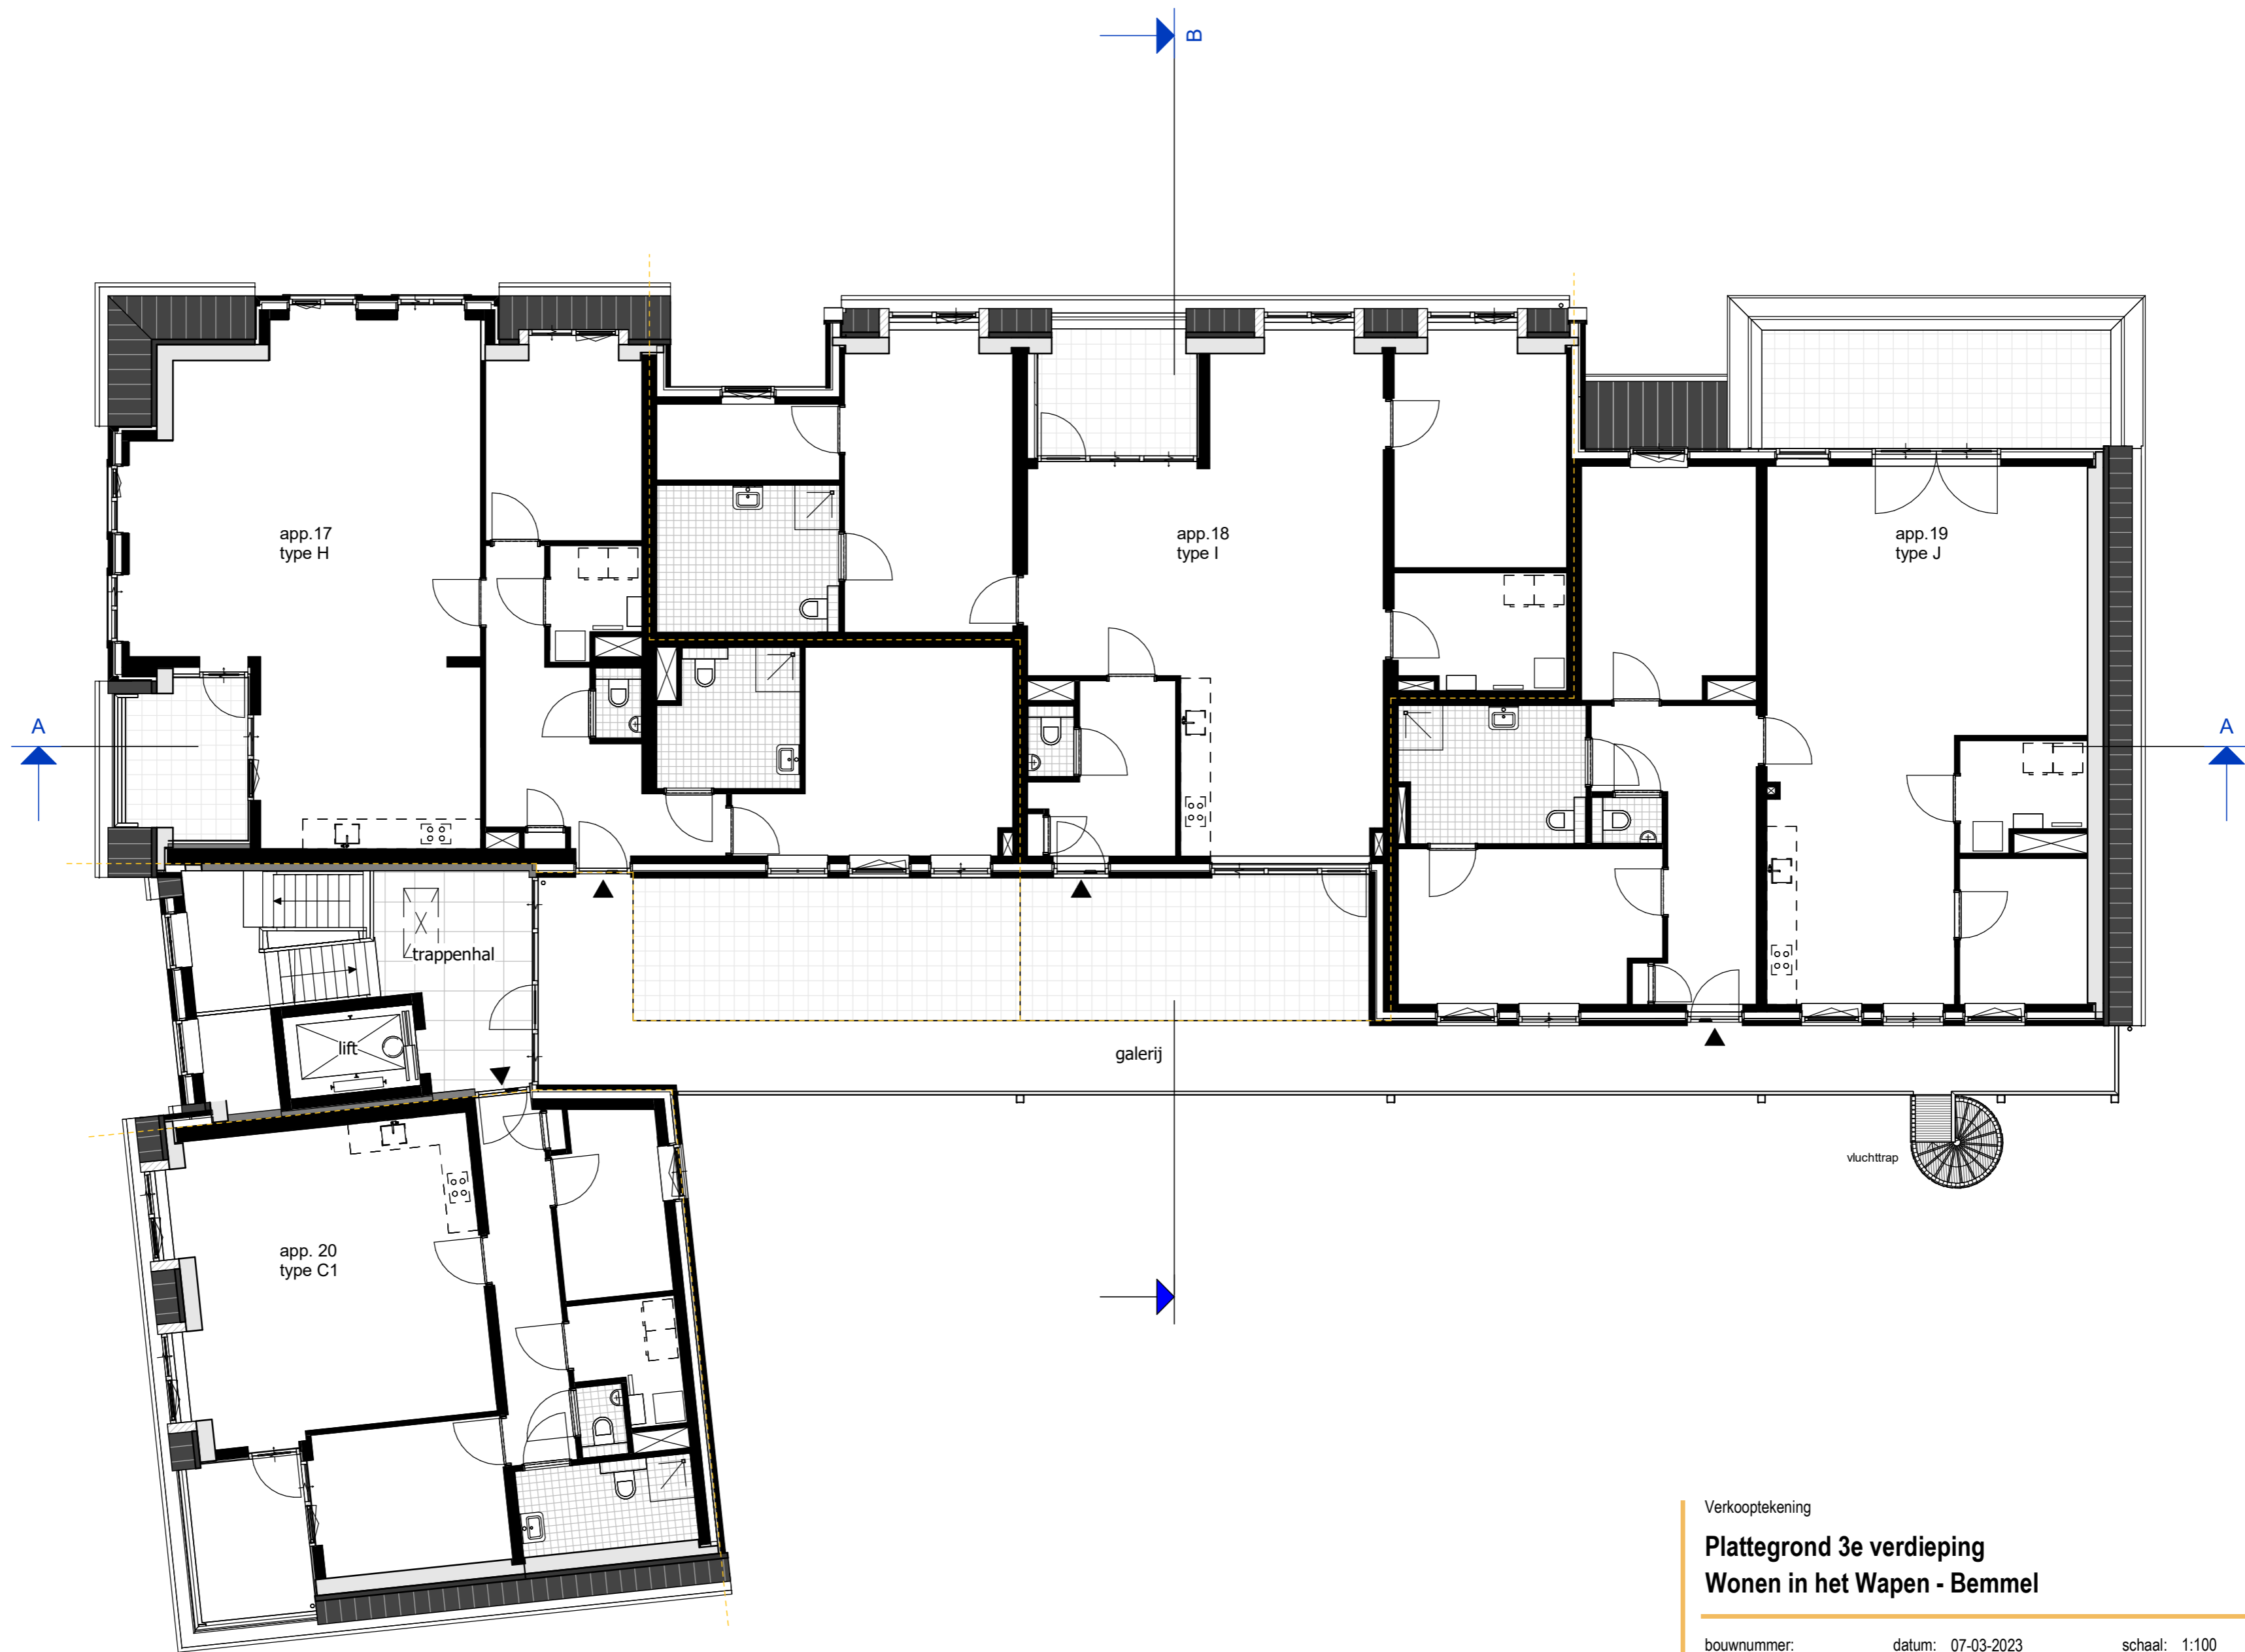 B
app.17
type H
app.18
type I
app.19
type J
A
A
trappenhal
lift
galerij
vluchttrap
app. 20
type C1
Verkooptekening
Plattegrond 3e verdieping
Wonen in het Wapen - Bemmel
bouwnummer: datum: 07-03-2023 schaal: 1:100